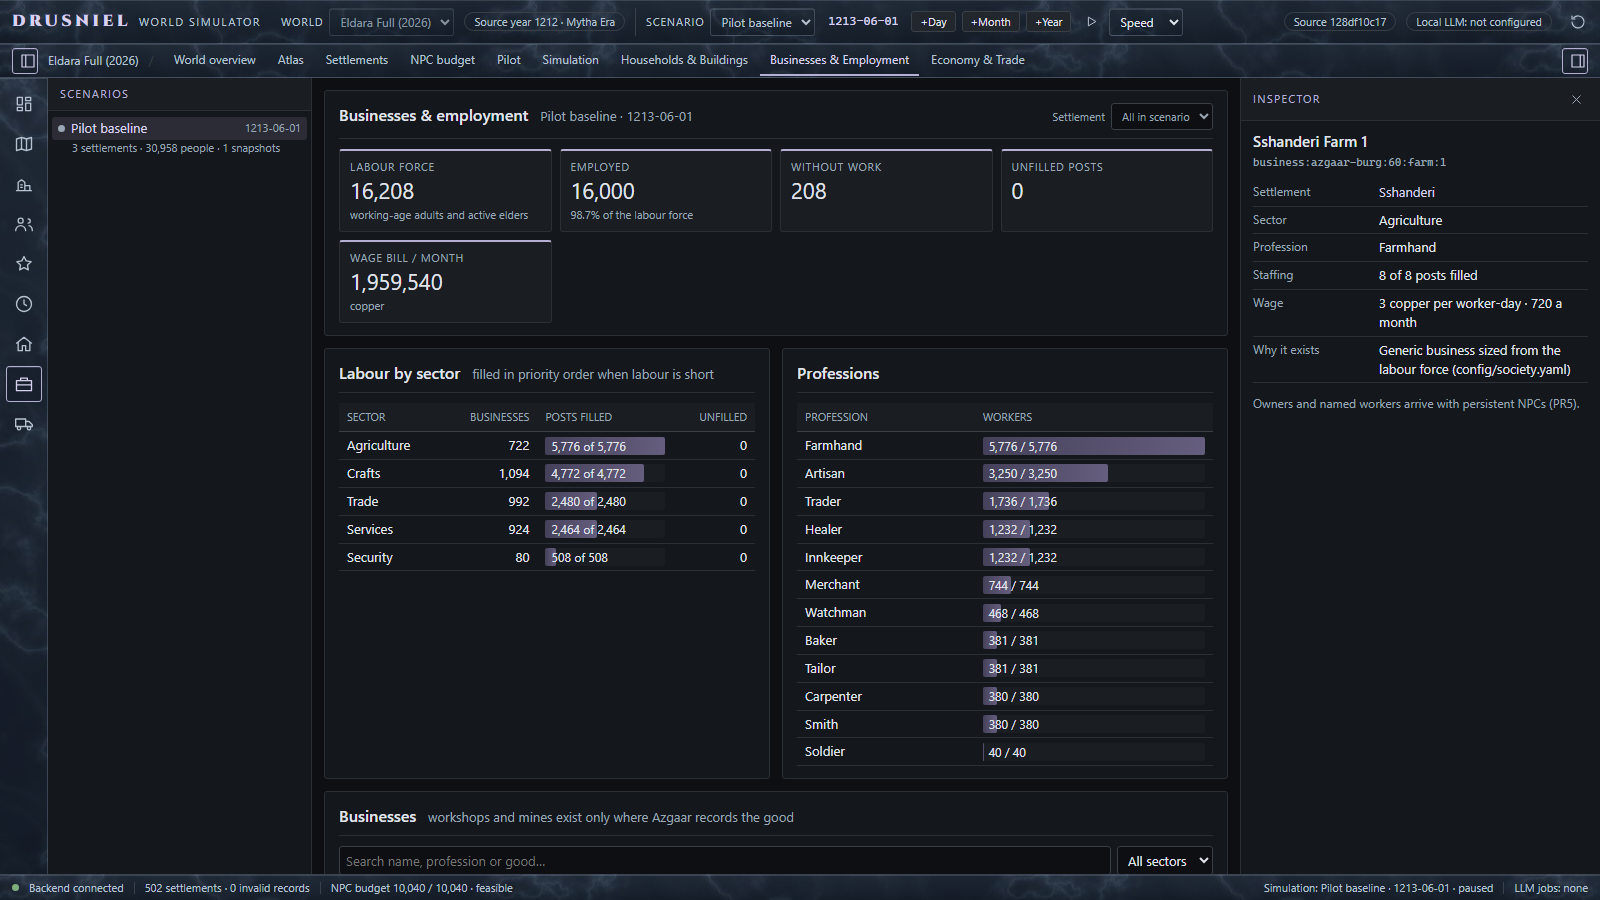 DRUSNIEL WORLD SIMULATOR WORLD Eldara Full (2026) Source year 1212 · Mytha Era SCENARIO Pilot baseline 1213-06-01 +Day +Month +Year Speed Source 128df10c17 Local LLM: not configured
Eldara Full (2026) / World overview Atlas Settlements NPC budget Pilot Simulation Households & Buildings Businesses & Employment Economy & Trade
SCENARIOS
Pilot baseline 1213-06-01
3 settlements · 30,958 people · 1 snapshots
Businesses & employment Pilot baseline · 1213-06-01 Settlement All in scenario
LABOUR FORCE
16,208
working-age adults and active elders
EMPLOYED
16,000
98.7% of the labour force
WITHOUT WORK
208
UNFILLED POSTS
0
WAGE BILL / MONTH
1,959,540
copper
Labour by sector filled in priority order when labour is short
SECTOR BUSINESSES POSTS FILLED UNFILLED
Agriculture 722 5,776 of 5,776 0
Crafts 1,094 4,772 of 4,772 0
Trade 992 2,480 of 2,480 0
Services 924 2,464 of 2,464 0
Security 80 508 of 508 0
Professions
PROFESSION WORKERS
Farmhand 5,776 / 5,776
Artisan 3,250 / 3,250
Trader 1,736 / 1,736
Healer 1,232 / 1,232
Innkeeper 1,232 / 1,232
Merchant 744 / 744
Watchman 468 / 468
Baker 381 / 381
Tailor 381 / 381
Carpenter 380 / 380
Smith 380 / 380
Soldier 40 / 40
Businesses workshops and mines exist only where Azgaar records the good
Search name, profession or good... All sectors
INSPECTOR
Sshanderi Farm 1
business:azgaar-burg:60:farm:1
Settlement Sshanderi
Sector Agriculture
Profession Farmhand
Staffing 8 of 8 posts filled
Wage 3 copper per worker-day · 720 a
month
Why it exists Generic business sized from the
labour force (config/society.yaml)
Owners and named workers arrive with persistent NPCs (PR5).
Backend connected 502 settlements · 0 invalid records NPC budget 10,040 / 10,040 · feasible Simulation: Pilot baseline · 1213-06-01 · paused LLM jobs: none